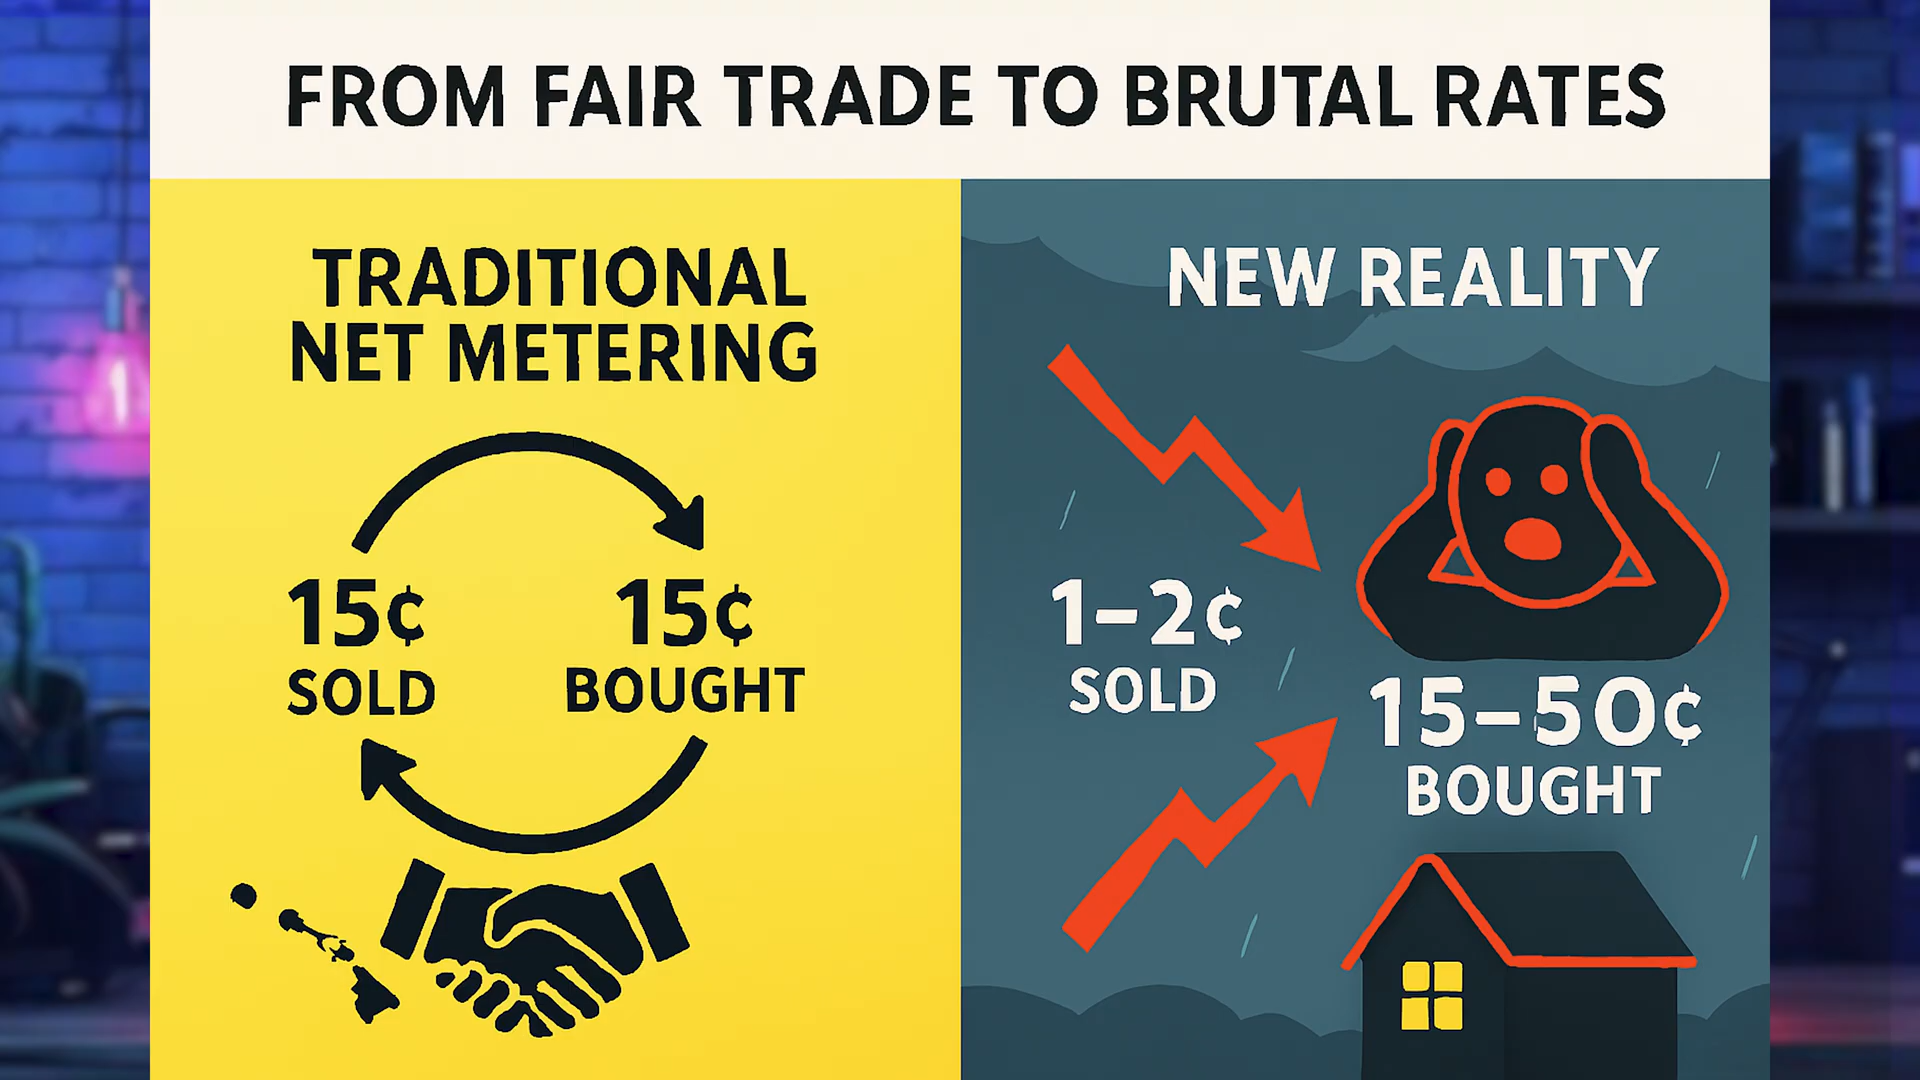 FROM FAIR TRADE TO BRUTAL RATES
TRADITIONAL
NET METERING
15¢
SOLD
15¢
BOUGHT
NEW REALITY
1–2¢
SOLD
15–50¢
BOUGHT